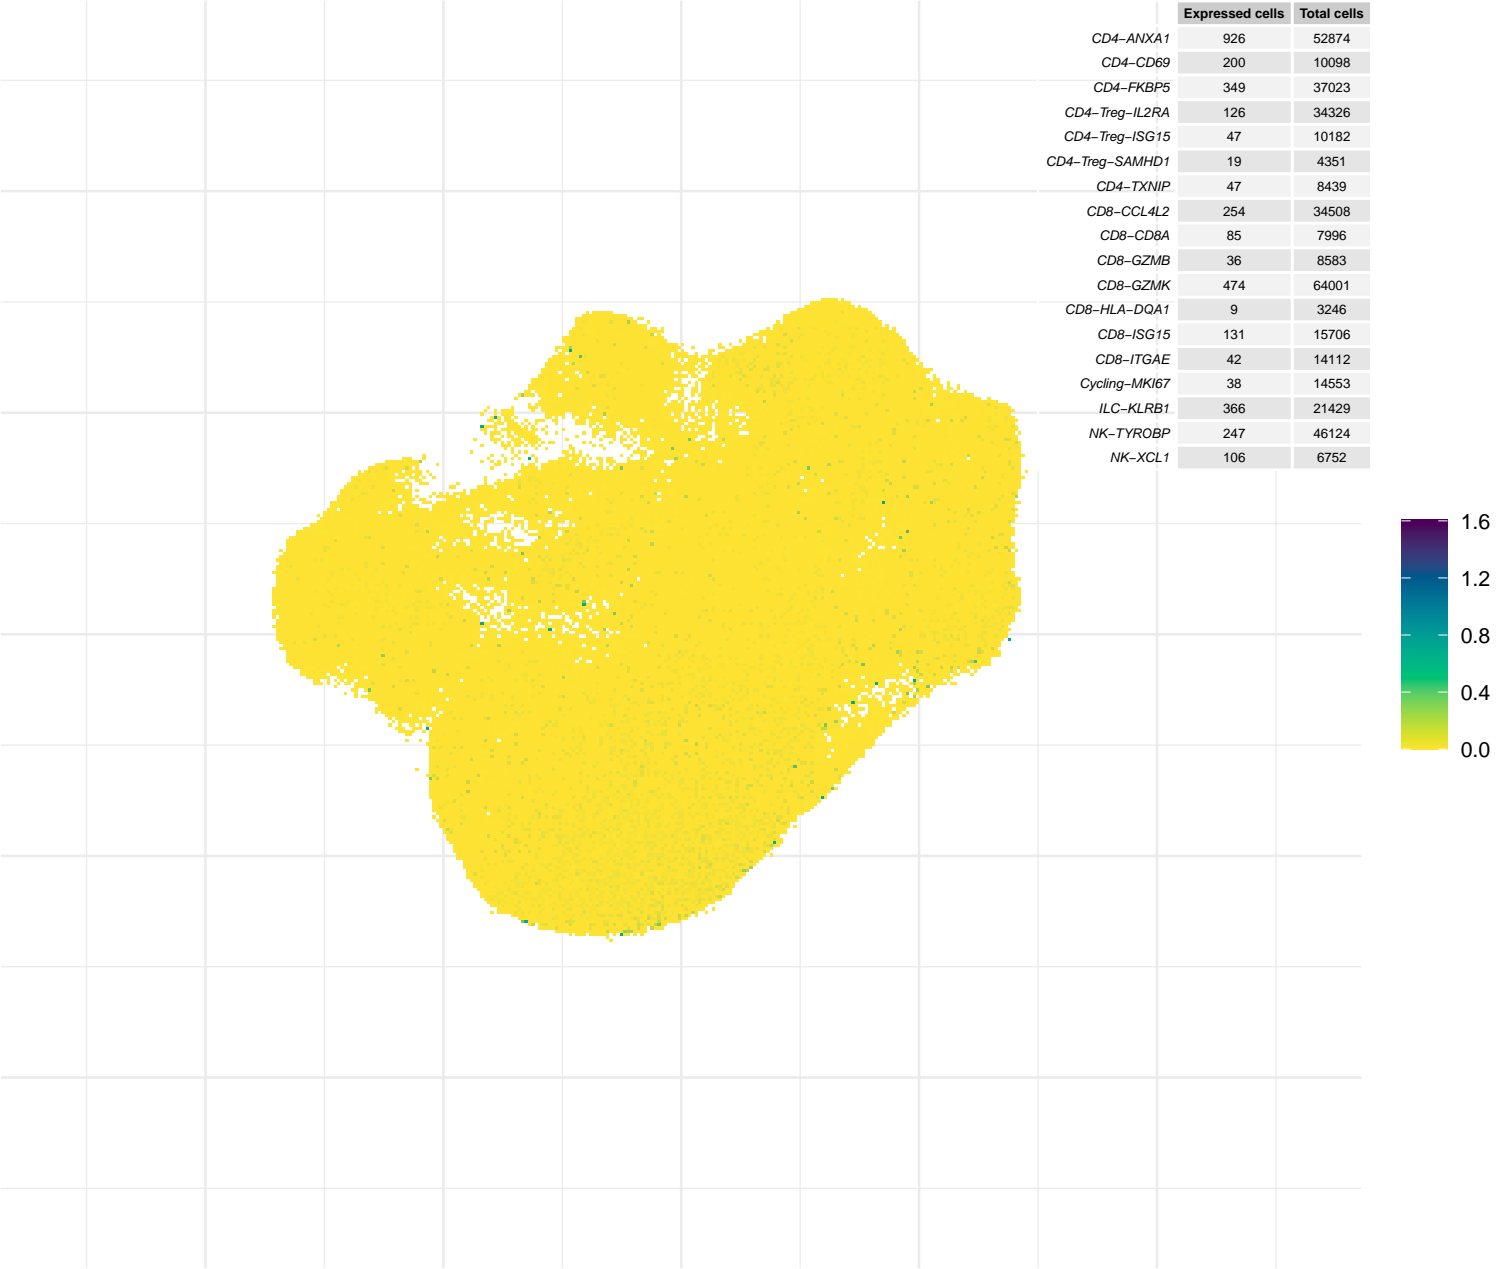 Expressed cells Total cells
CD4−ANXA1 926 52874
CD4−CD69 200 10098
CD4−FKBP5 349 37023
CD4−Treg−IL2RA 126 34326
CD4−Treg−ISG15 47 10182
CD4−Treg−SAMHD1 19 4351
CD4−TXNIP 47 8439
CD8−CCL4L2 254 34508
CD8−CD8A 85 7996
CD8−GZMB 36 8583
CD8−GZMK 474 64001
CD8−HLA−DQA1 9 3246
CD8−ISG15 131 15706
CD8−ITGAE 42 14112
Cycling−MKI67 38 14553
ILC−KLRB1 366 21429
NK−TYROBP 247 46124
NK−XCL1 106 6752
1.6
1.2
0.8
0.4
0.0